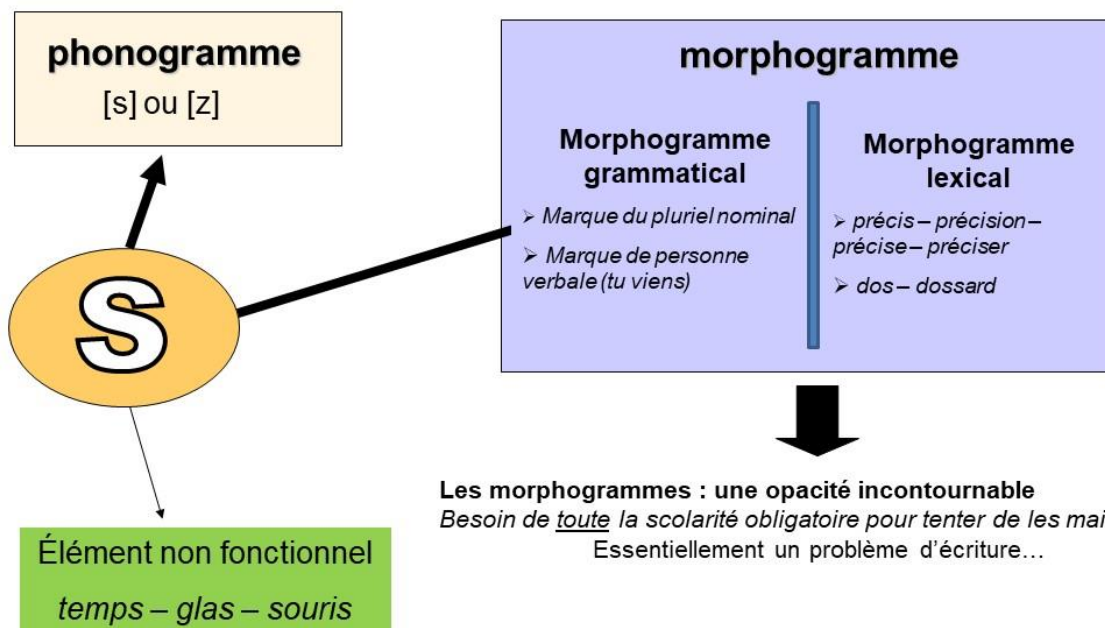 phonogramme
[s] ou [z]
morphogramme
Morphogramme
grammatical
➢ Marque du pluriel nominal
➢ Marque de personne
verbale (tu viens)
Morphogramme
lexical
➢ précis – précision –
précise – préciser
➢ dos – dossard
S
Les morphogrammes : une opacité incontournable
Besoin de toute la scolarité obligatoire pour tenter de les
Essentiellement un problème d'écriture…
Élément non fonctionnel
temps – glas – souris